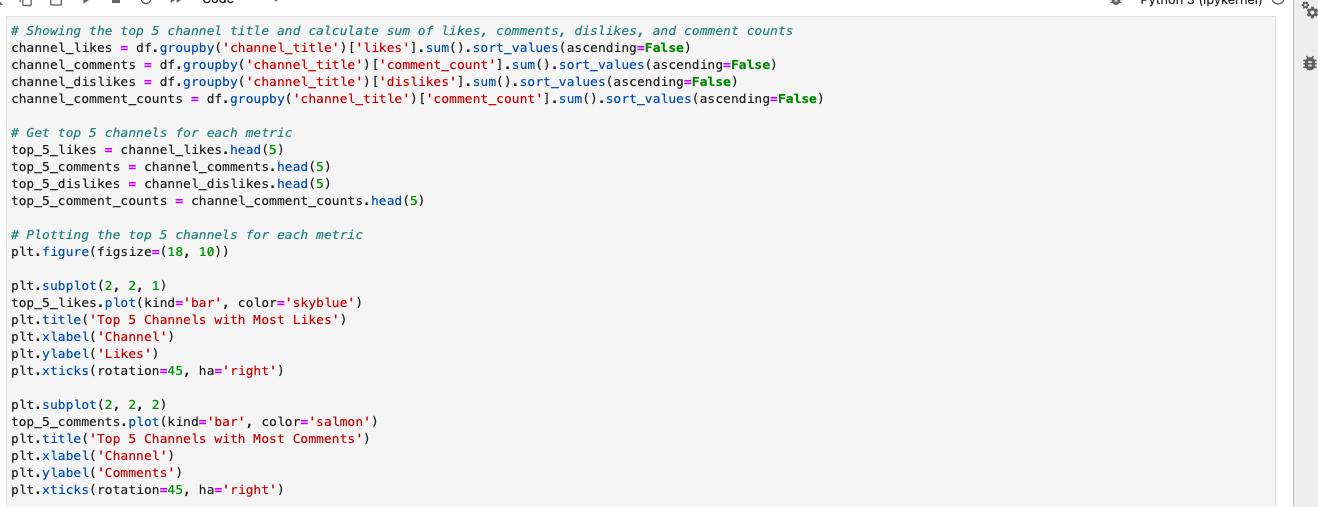 Code
Python 3 (ipykernel)
# Showing the top 5 channel title and calculate sum of likes, comments, dislikes, and comment counts
channel_likes = df.groupby('channel_title')['likes'].sum().sort_values(ascending=False)
channel_comments = df.groupby('channel_title')['comment_count'].sum().sort_values(ascending=False)
channel_dislikes = df.groupby('channel_title')['dislikes'].sum().sort_values(ascending=False)
channel_comment_counts = df.groupby('channel_title')['comment_count'].sum().sort_values(ascending=False)

# Get top 5 channels for each metric
top_5_likes = channel_likes.head(5)
top_5_comments = channel_comments.head(5)
top_5_dislikes = channel_dislikes.head(5)
top_5_comment_counts = channel_comment_counts.head(5)

# Plotting the top 5 channels for each metric
plt.figure(figsize=(18, 10))

plt.subplot(2, 2, 1)
top_5_likes.plot(kind='bar', color='skyblue')
plt.title('Top 5 Channels with Most Likes')
plt.xlabel('Channel')
plt.ylabel('Likes')
plt.xticks(rotation=45, ha='right')

plt.subplot(2, 2, 2)
top_5_comments.plot(kind='bar', color='salmon')
plt.title('Top 5 Channels with Most Comments')
plt.xlabel('Channel')
plt.ylabel('Comments')
plt.xticks(rotation=45, ha='right')